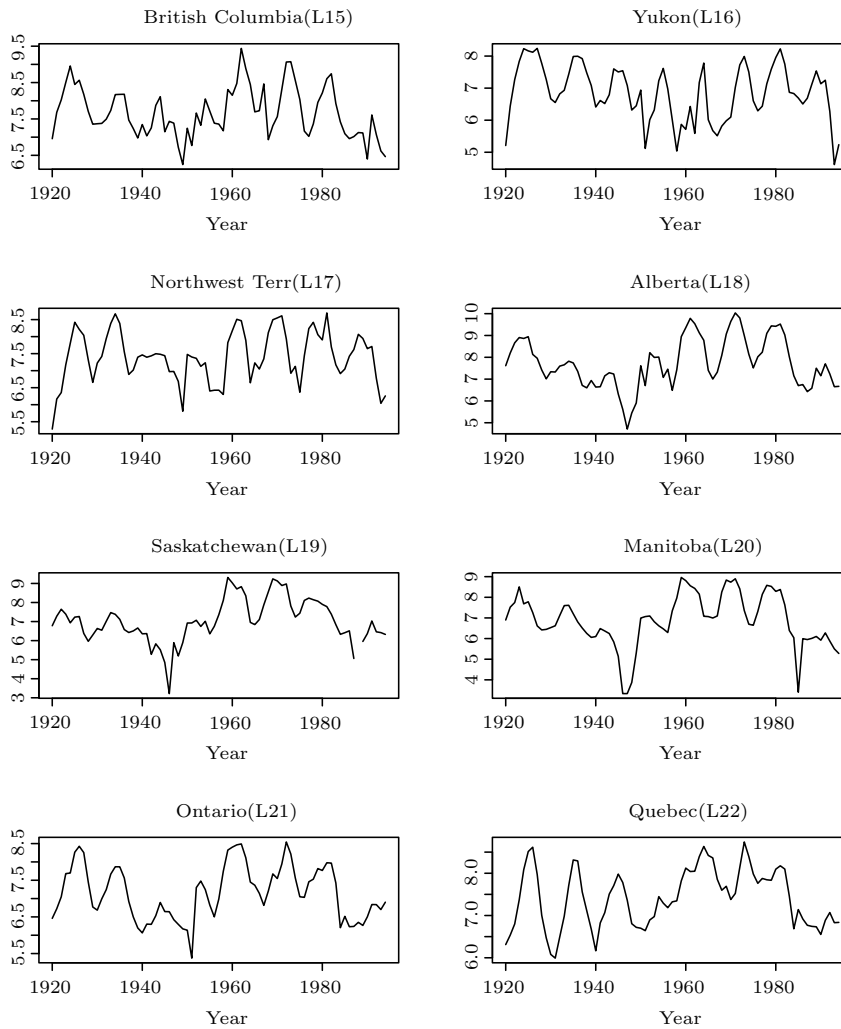 British Columbia(L15)
6.5 7.5 8.5 9.5
1920 1940 1960 1980
Year
Yukon(L16)
5 6 7 8
1920 1940 1960 1980
Year
Northwest Terr(L17)
5.5 6.5 7.5 8.5
1920 1940 1960 1980
Year
Alberta(L18)
5 6 7 8 9 10
1920 1940 1960 1980
Year
Saskatchewan(L19)
3 4 5 6 7 8 9
1920 1940 1960 1980
Year
Manitoba(L20)
4 5 6 7 8 9
1920 1940 1960 1980
Year
Ontario(L21)
5.5 6.5 7.5 8.5
1920 1940 1960 1980
Year
Quebec(L22)
6.0 7.0 8.0
1920 1940 1960 1980
Year